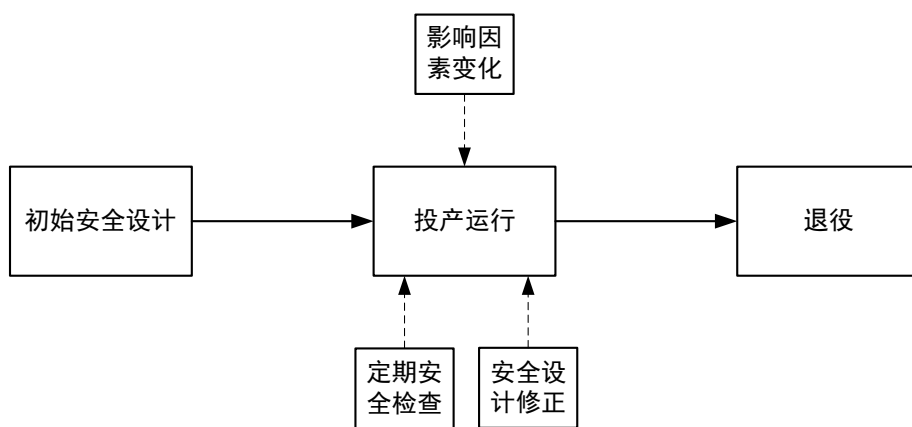 影响因
素变化
初始安全设计
投产运行
退役
定期安
全检查
安全设
计修正